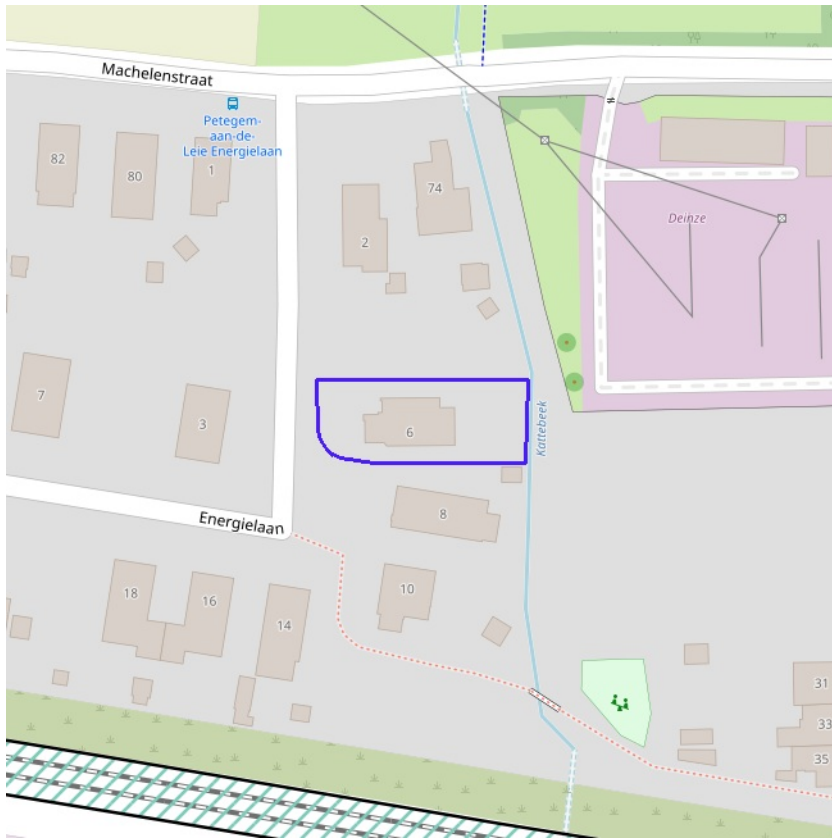 Machelenstraat
Petegem-
aan-de-
Leie Energielaan
82
80
1
74
2
Deinze
7
3
6
Kattebeek
8
Energielaan
18
16
10
14
31
33
35